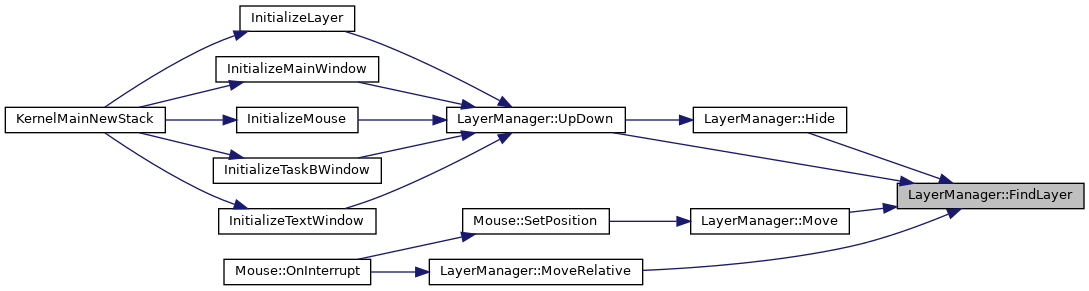 InitializeLayer
InitializeMainWindow
KernelMainNewStack
InitializeMouse
LayerManager::UpDown
LayerManager::Hide
InitializeTaskBWindow
LayerManager::FindLayer
InitializeTextWindow
Mouse::SetPosition
LayerManager::Move
Mouse::OnInterrupt
LayerManager::MoveRelative